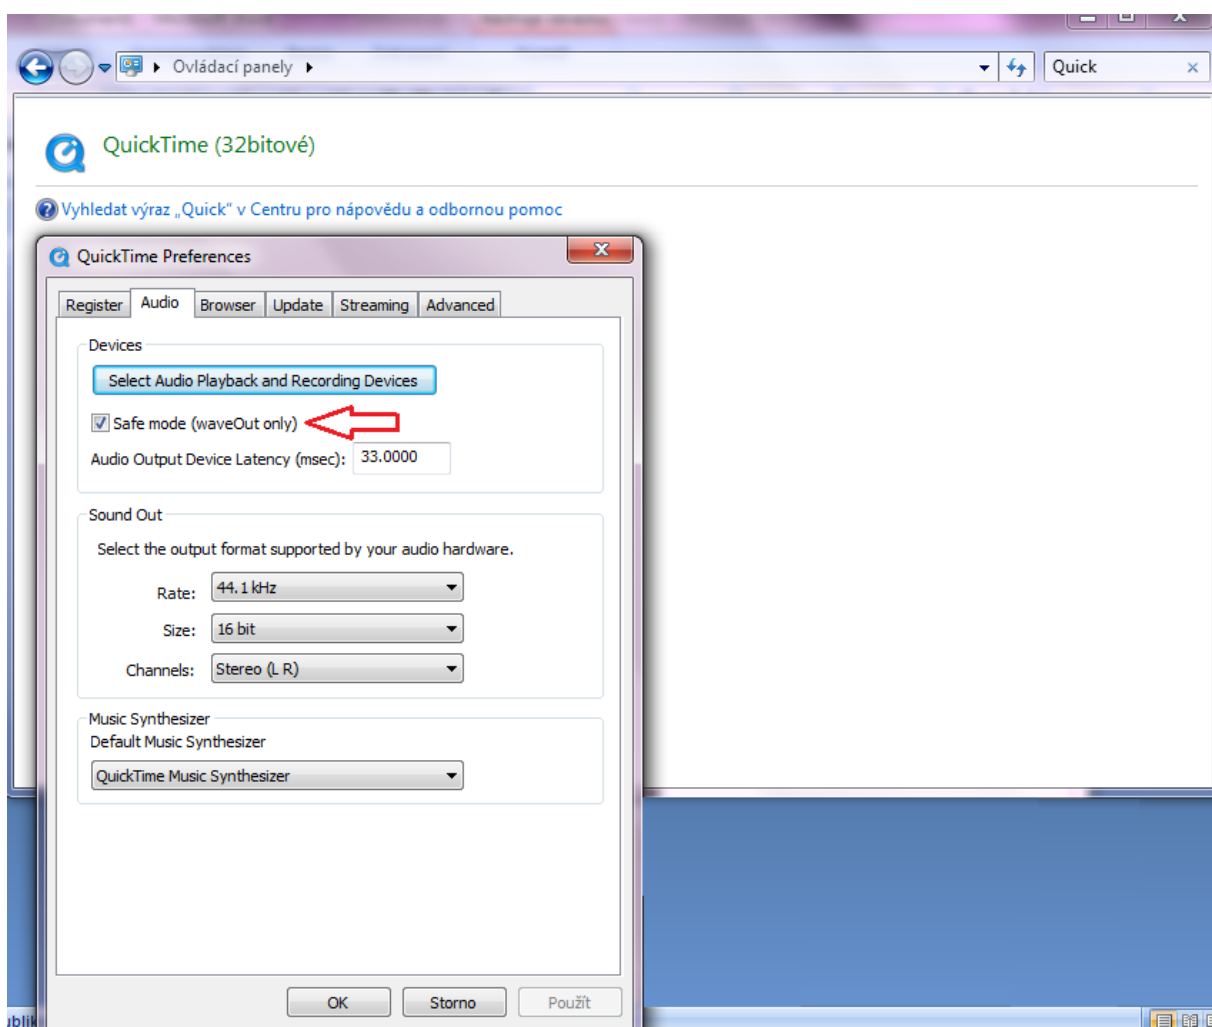 Ovládací panely
Quick
QuickTime (32bitové)
Vyhledat výraz „Quick“ v Centru pro nápovědu a odbornou pomoc
QuickTime Preferences
Register Audio Browser Update Streaming Advanced
Devices
Select Audio Playback and Recording Devices
Safe mode (waveOut only)
Audio Output Device Latency (msec): 33.0000
Sound Out
Select the output format supported by your audio hardware.
Rate: 44.1 kHz
Size: 16 bit
Channels: Stereo (L R)
Music Synthesizer
Default Music Synthesizer
QuickTime Music Synthesizer
OK Storno Použít